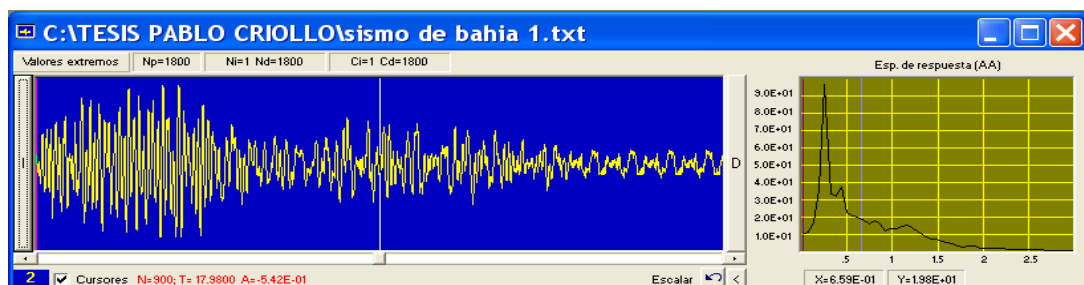 C:\TESIS PABLO CRIOLLO\sismo de bahia 1.txt
Valores extremos Np=1800 Ni=1 Nd=1800 Ci=1 Cd=1800
Esp. de respuesta (AA)
9.0E+01
8.0E+01
7.0E+01
6.0E+01
5.0E+01
4.0E+01
3.0E+01
2.0E+01
1.0E+01
I
D
.5 1 1.5 2 2.5
2 Cursores N=900; T= 17.9800 A=-5.42E-01 Escalar <
X=6.59E-01 Y=1.98E+01